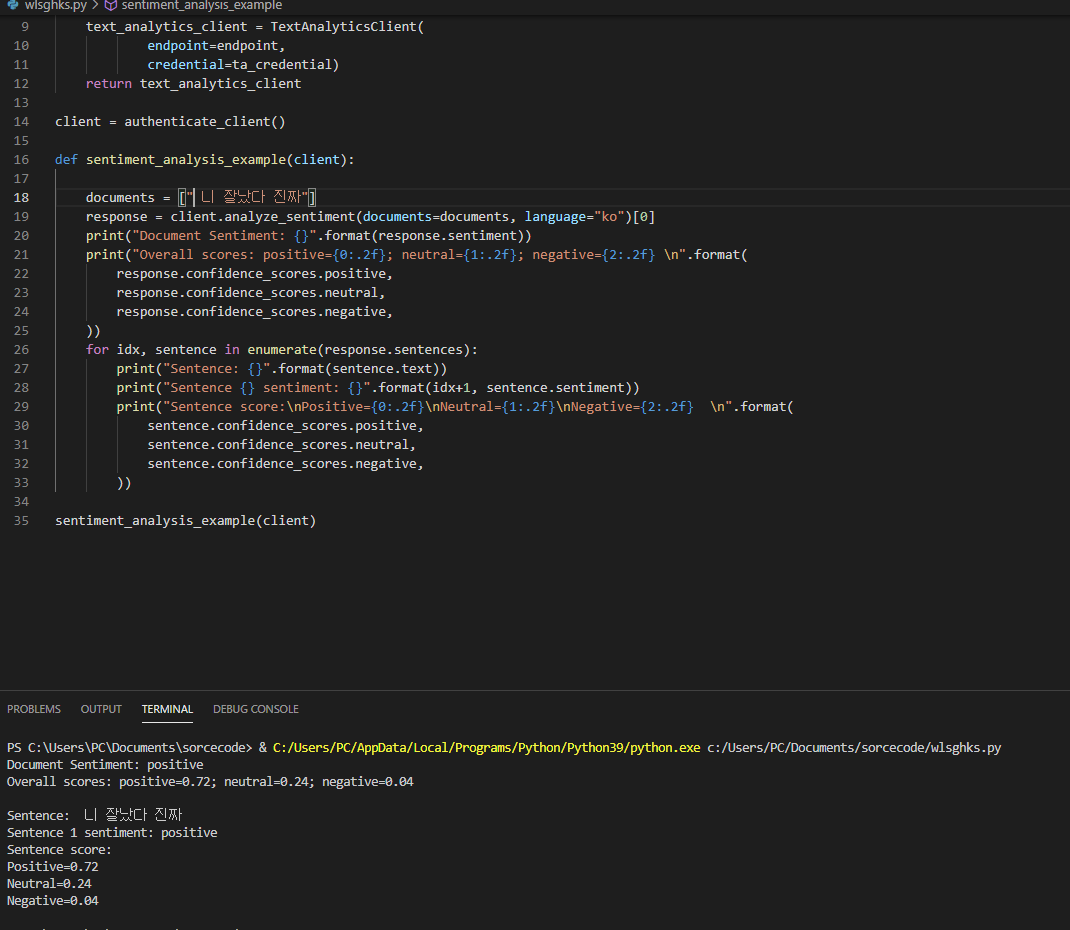 wlsghks.py > sentiment_analysis_example
9 text_analytics_client = TextAnalyticsClient(
10 endpoint=endpoint,
11 credential=ta_credential)
12 return text_analytics_client
13
14 client = authenticate_client()
15
16 def sentiment_analysis_example(client):
17
18 documents = [" 니 잘났다 진짜"]
19 response = client.analyze_sentiment(documents=documents, language="ko")[0]
20 print("Document Sentiment: {}".format(response.sentiment))
21 print("Overall scores: positive={0:.2f}; neutral={1:.2f}; negative={2:.2f} \n".format(
22 response.confidence_scores.positive,
23 response.confidence_scores.neutral,
24 response.confidence_scores.negative,
25 ))
26 for idx, sentence in enumerate(response.sentences):
27 print("Sentence: {}".format(sentence.text))
28 print("Sentence {} sentiment: {}".format(idx+1, sentence.sentiment))
29 print("Sentence score:\nPositive={0:.2f}\nNeutral={1:.2f}\nNegative={2:.2f}  \n".format(
30 sentence.confidence_scores.positive,
31 sentence.confidence_scores.neutral,
32 sentence.confidence_scores.negative,
33 ))
34
35 sentiment_analysis_example(client)
PROBLEMS OUTPUT TERMINAL DEBUG CONSOLE
PS C:\Users\PC\Documents\sorcecode> & C:/Users/PC/AppData/Local/Programs/Python/Python39/python.exe c:/Users/PC/Documents/sorcecode/wlsghks.py
Document Sentiment: positive
Overall scores: positive=0.72; neutral=0.24; negative=0.04
Sentence:  니 잘났다 진짜
Sentence 1 sentiment: positive
Sentence score:
Positive=0.72
Neutral=0.24
Negative=0.04